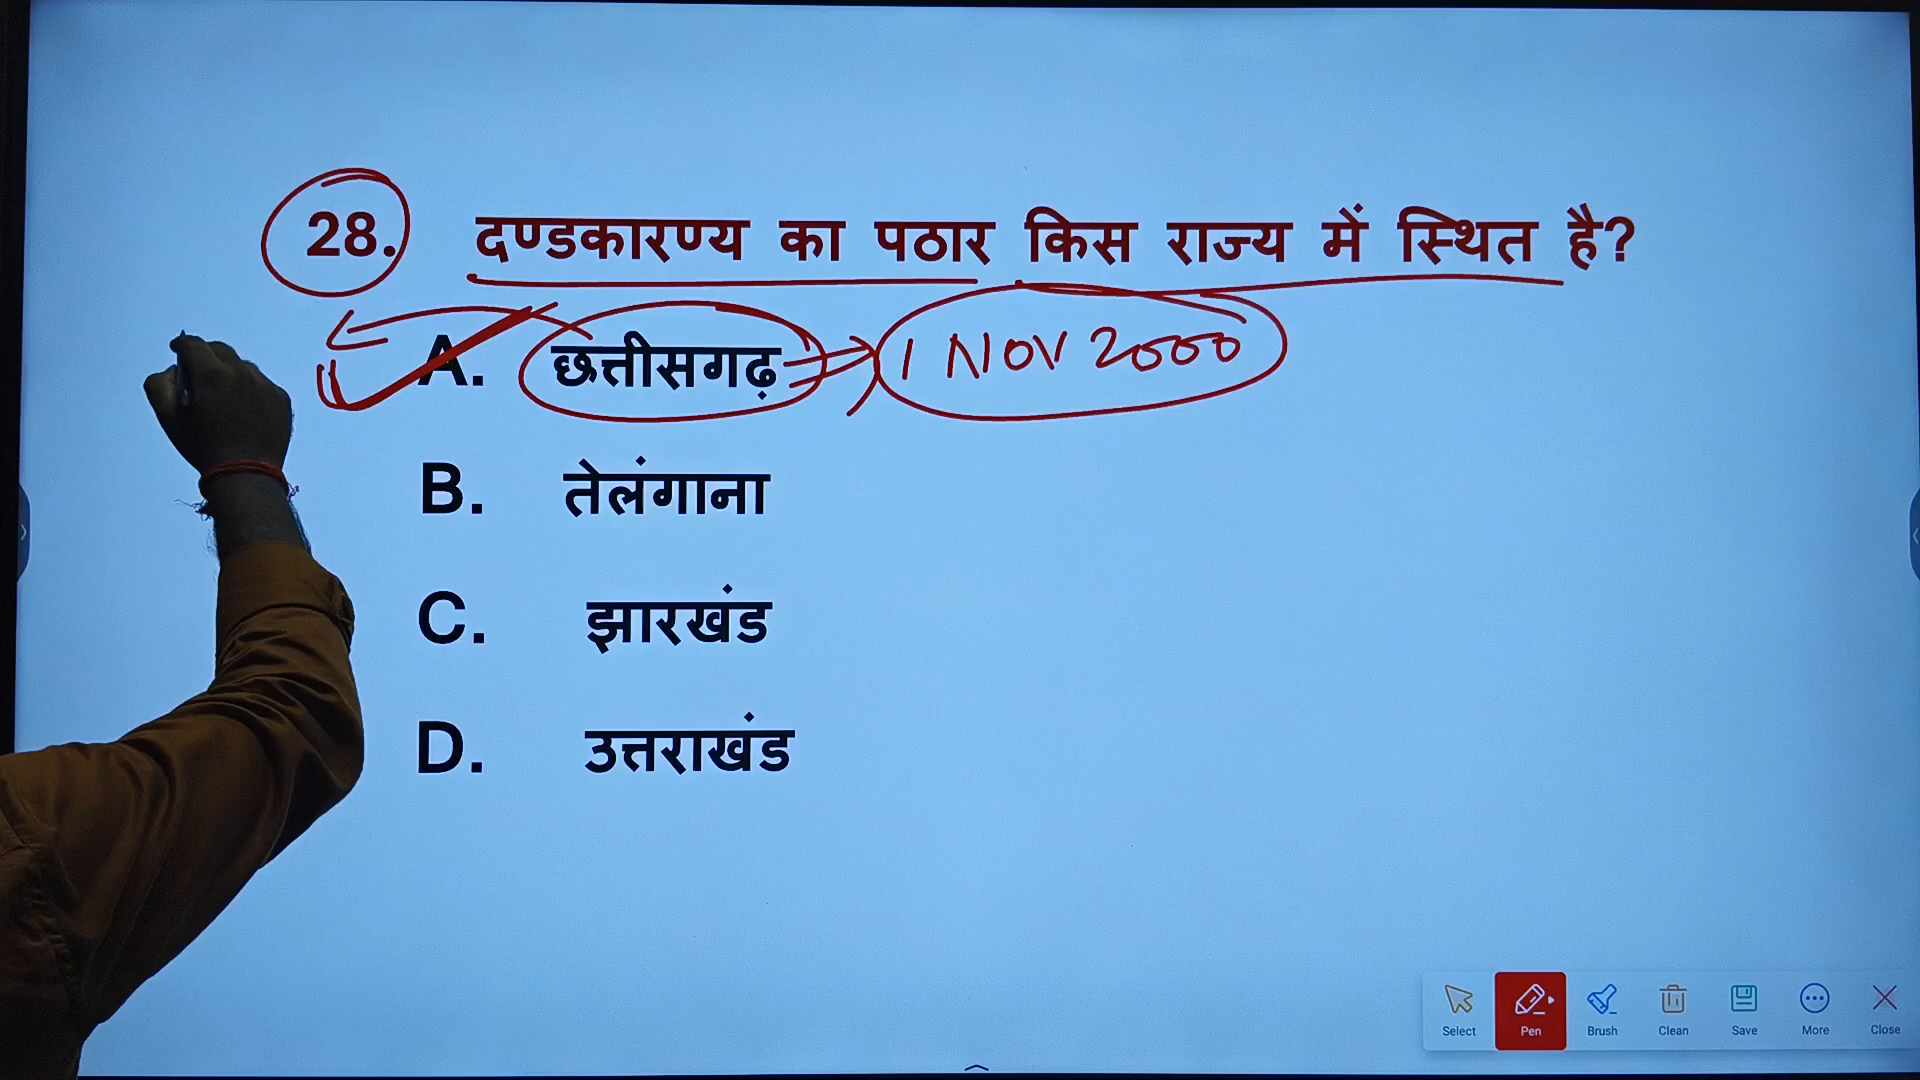 28. दण्डकारण्य का पठार किस राज्य में स्थित है?
A. छत्तीसगढ़ 1 NOV 2000
B. तेलंगाना
C. झारखंड
D. उत्तराखंड
Select Pen Brush Clean Save More Close